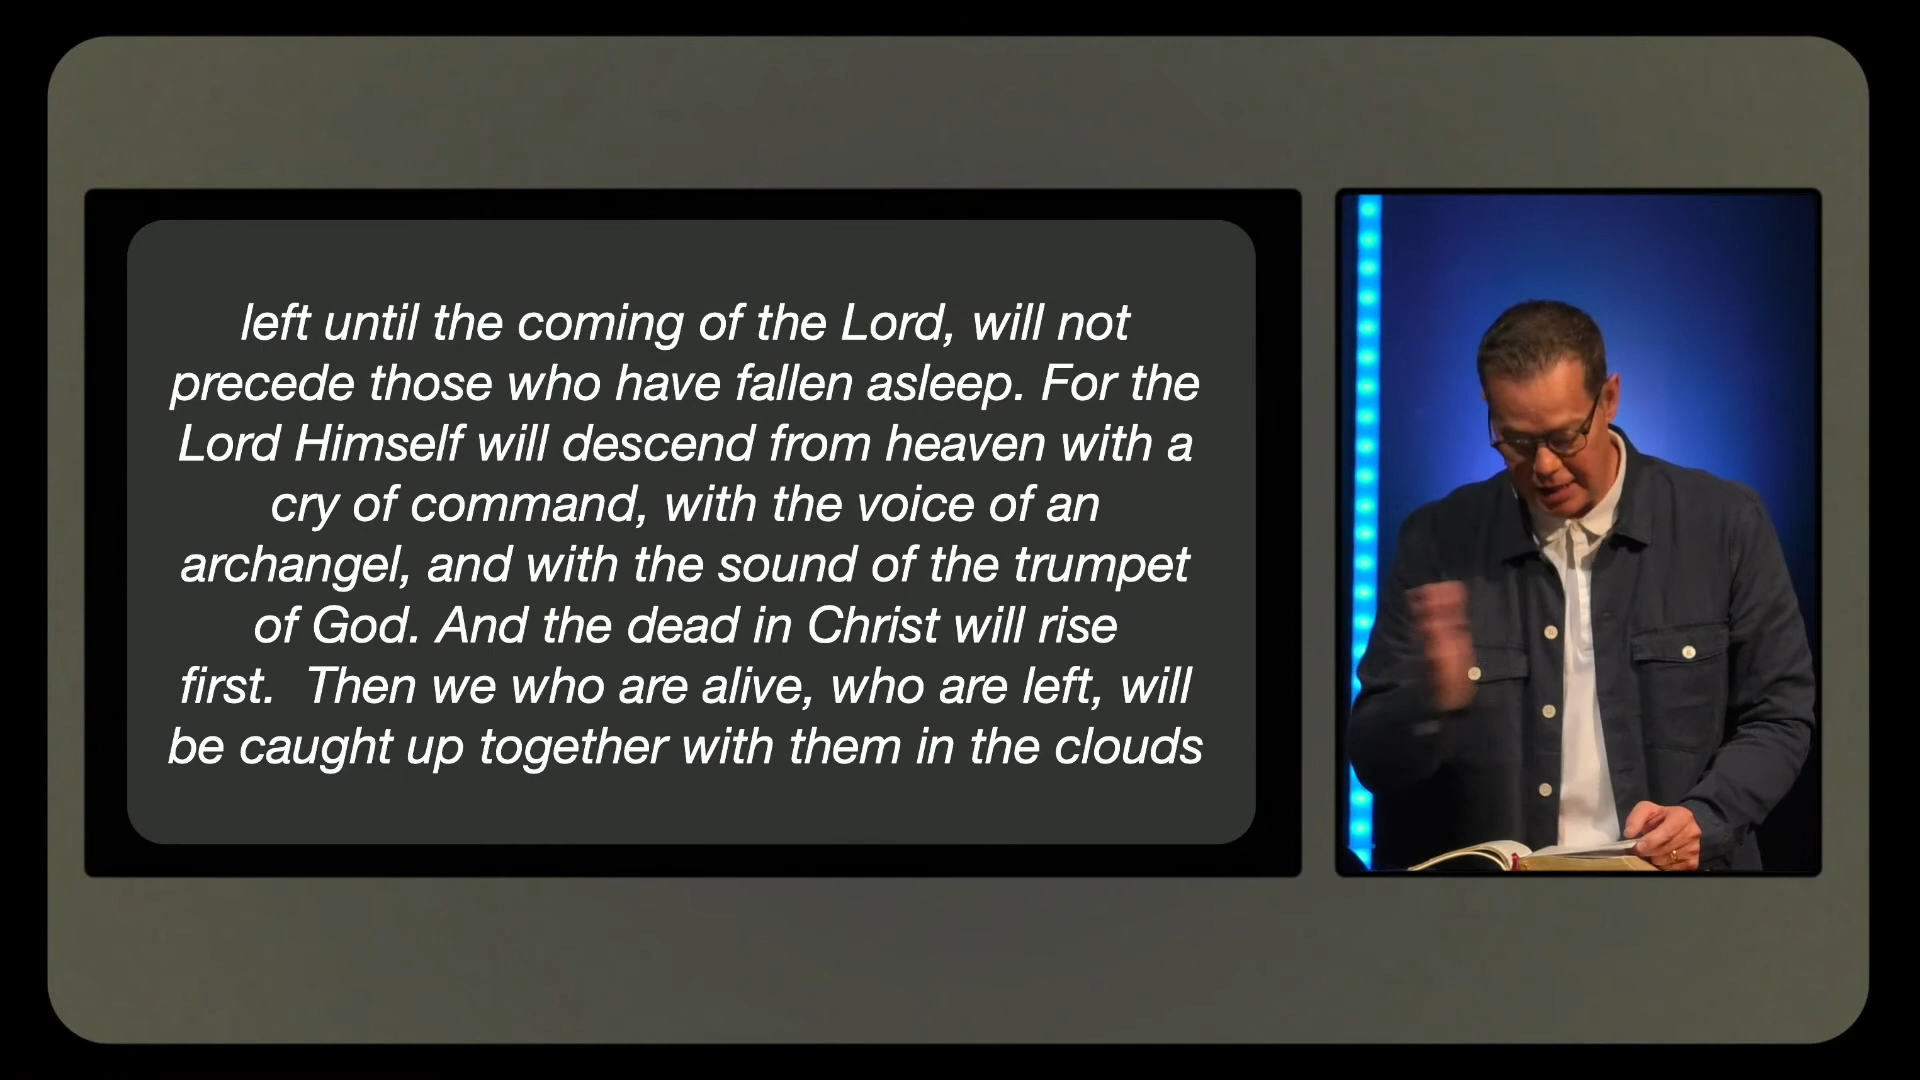 left until the coming of the Lord, will not
precede those who have fallen asleep. For the
Lord Himself will descend from heaven with a
cry of command, with the voice of an
archangel, and with the sound of the trumpet
of God. And the dead in Christ will rise
first.  Then we who are alive, who are left, will
be caught up together with them in the clouds